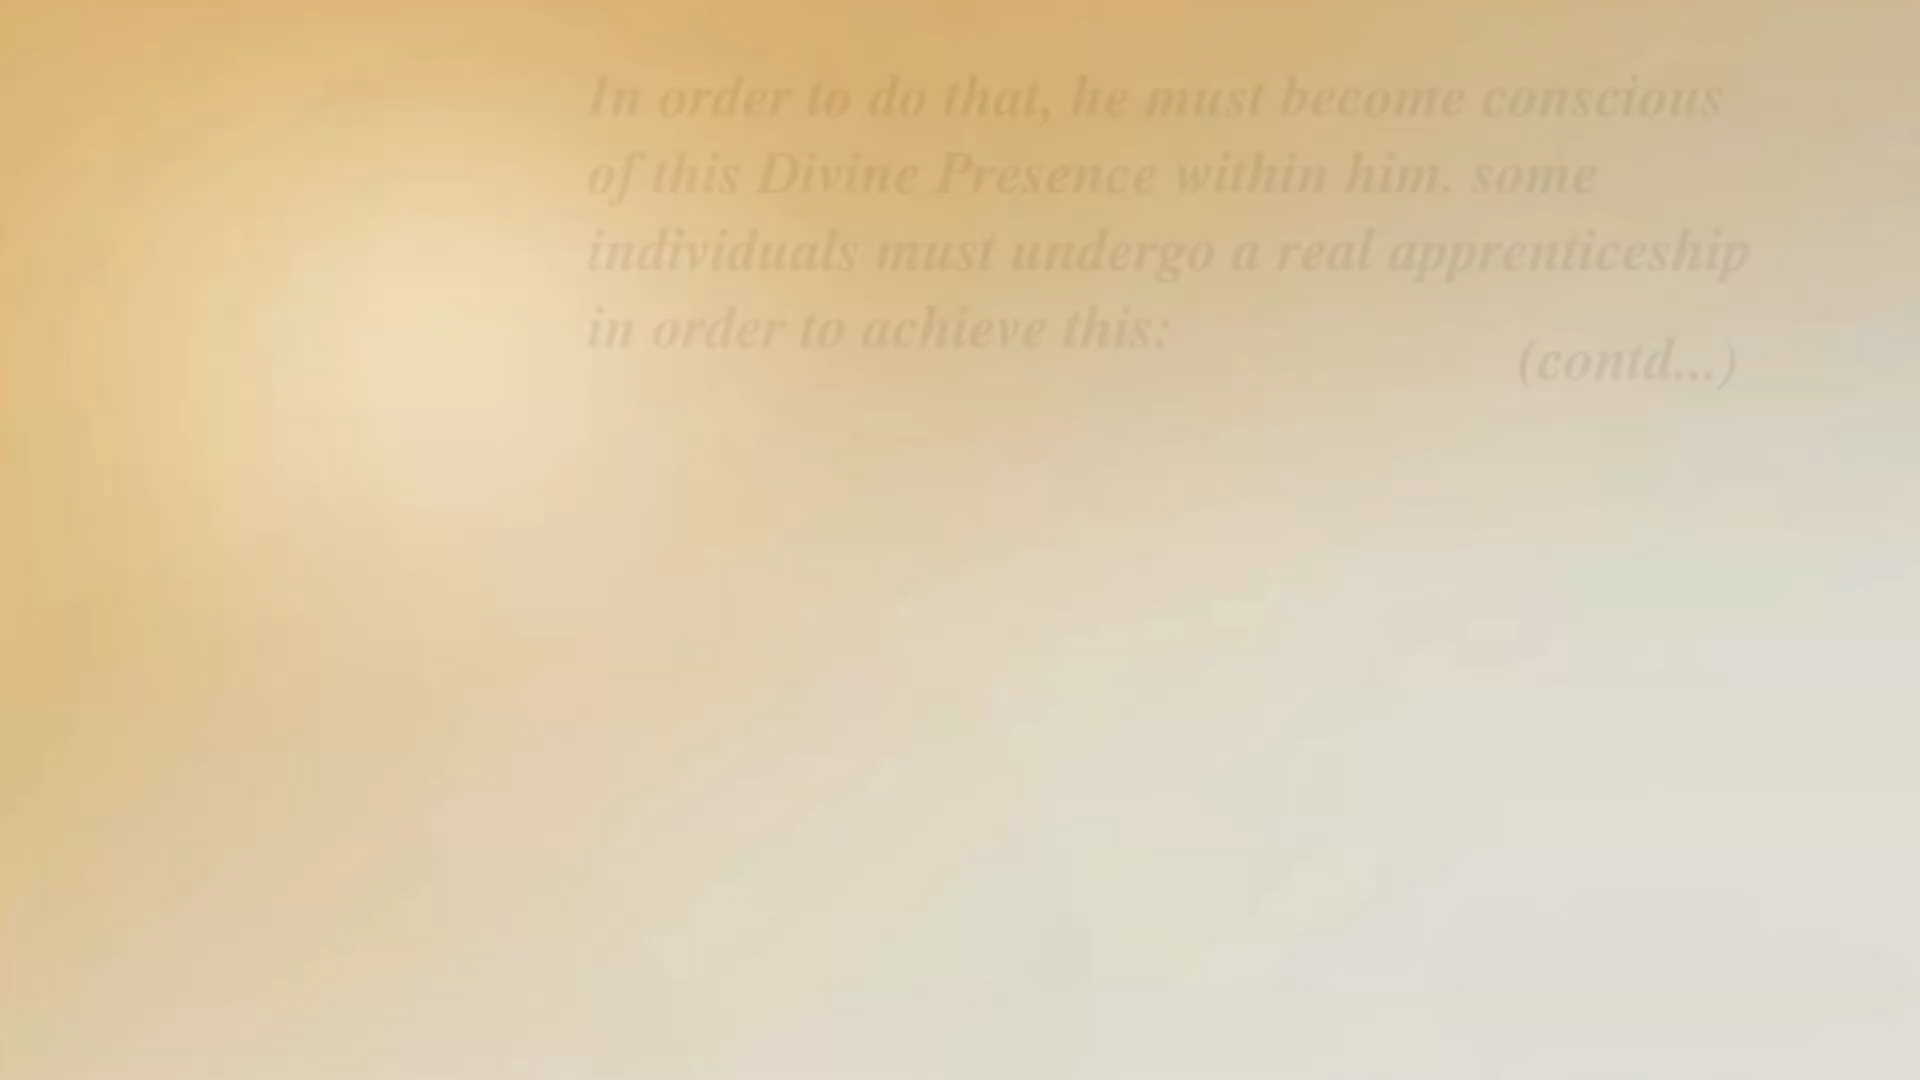 In order to do that, he must become conscious
of this Divine Presence within him. some
individuals must undergo a real apprenticeship
in order to achieve this:
(contd...)